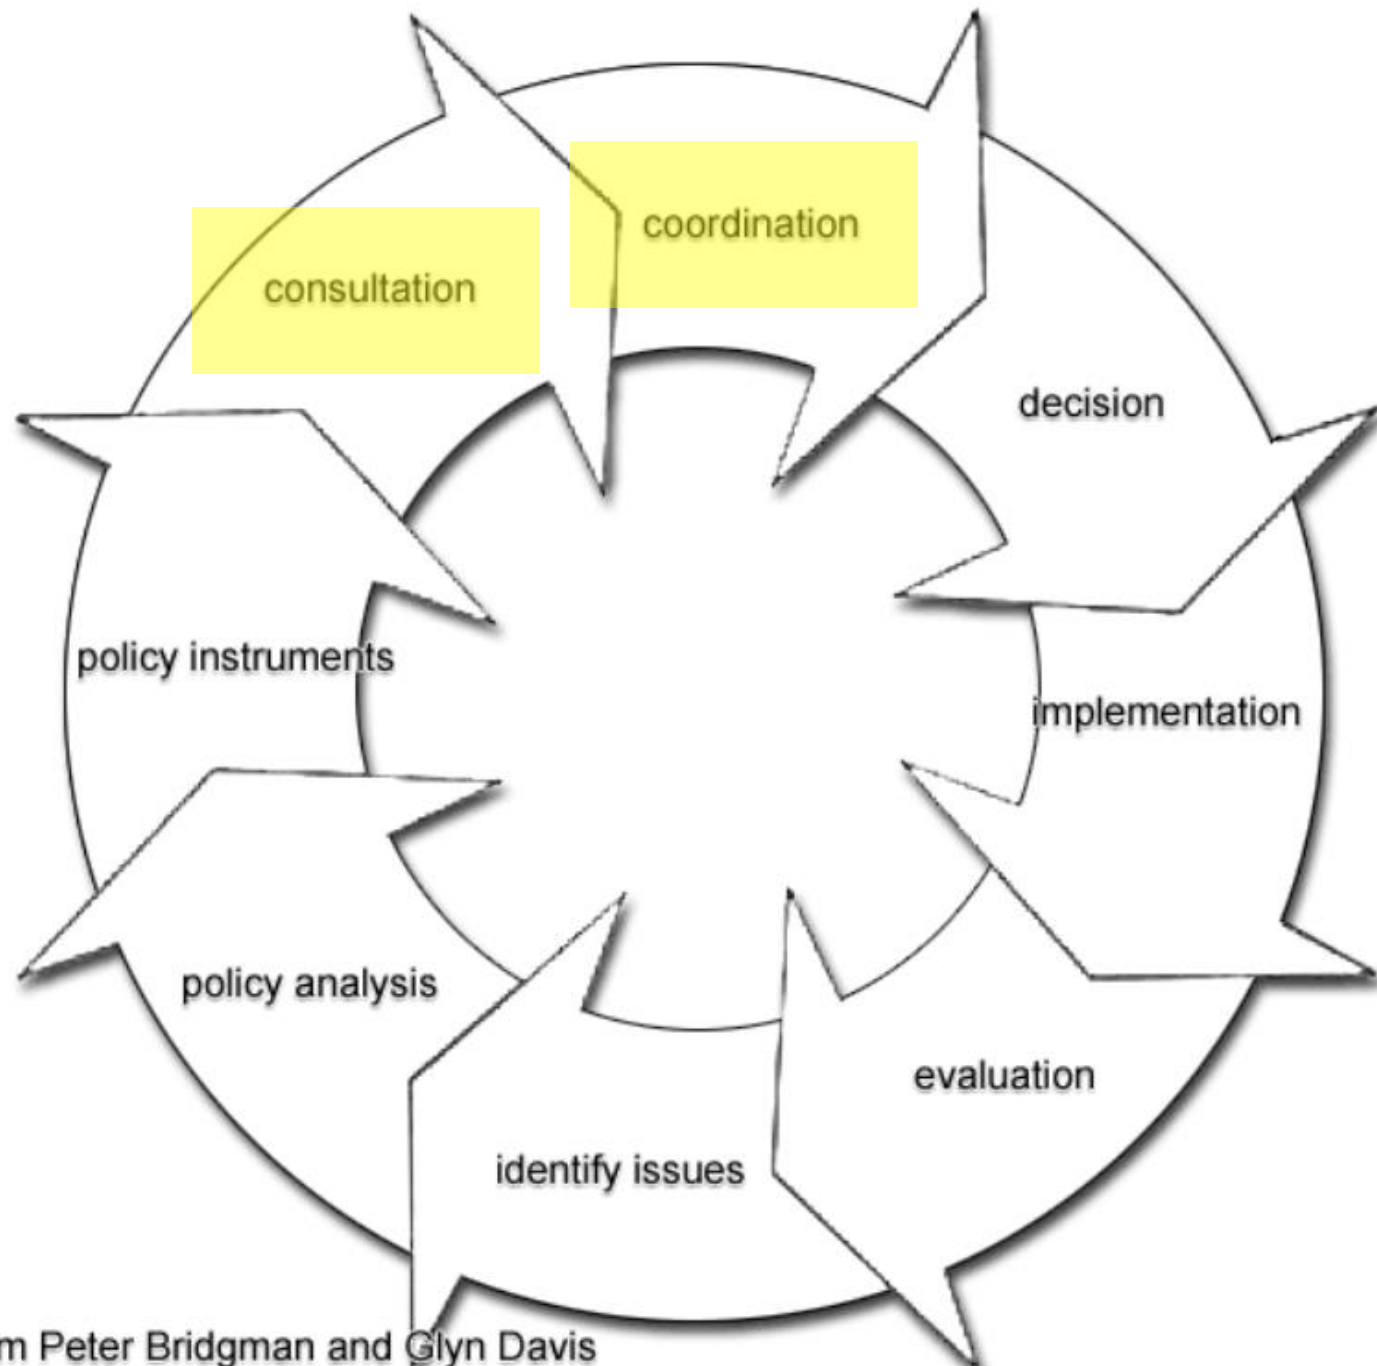 coordination
consultation
decision
policy instruments
implementation
policy analysis
evaluation
identify issues
Peter Bridgman and Glyn Davis